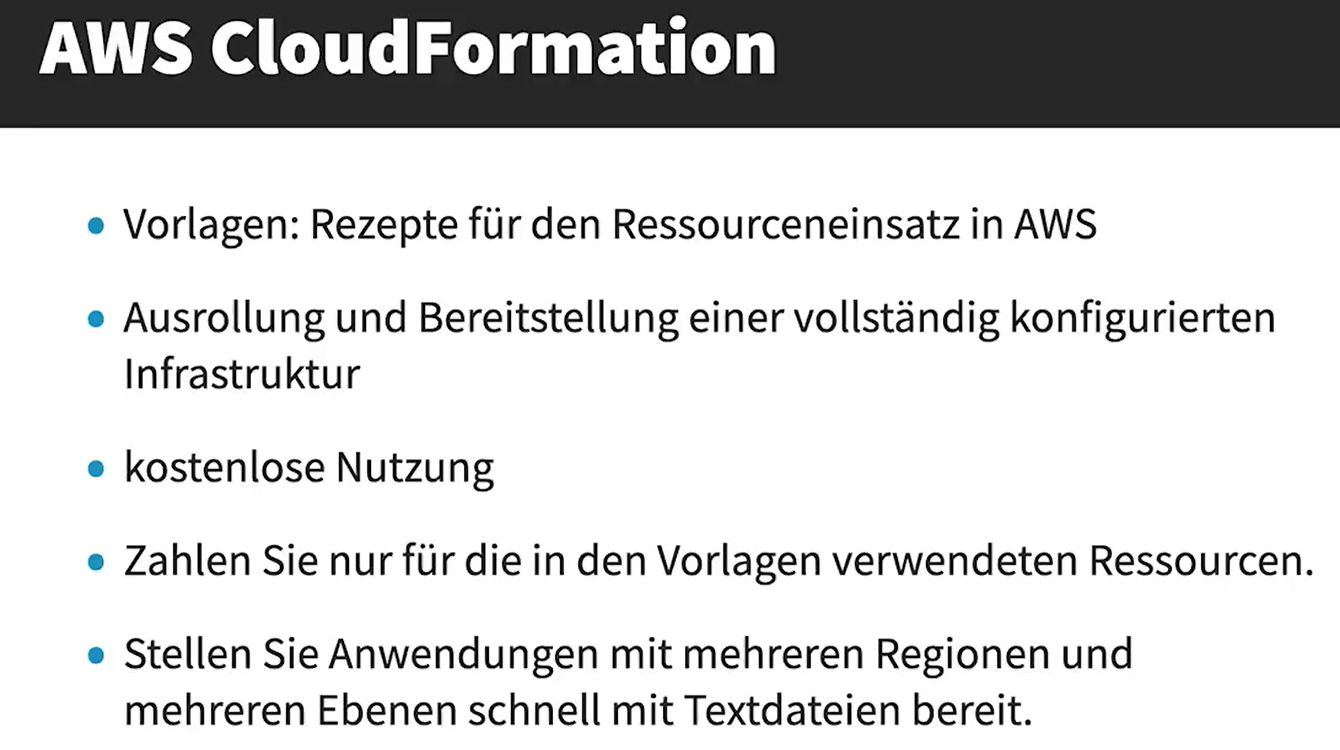 AWS CloudFormation
• Vorlagen: Rezepte für den Ressourceneinsatz in AWS
• Ausrollung und Bereitstellung einer vollständig konfigurierten
Infrastruktur
• kostenlose Nutzung
• Zahlen Sie nur für die in den Vorlagen verwendeten Ressourcen.
• Stellen Sie Anwendungen mit mehreren Regionen und
mehreren Ebenen schnell mit Textdateien bereit.